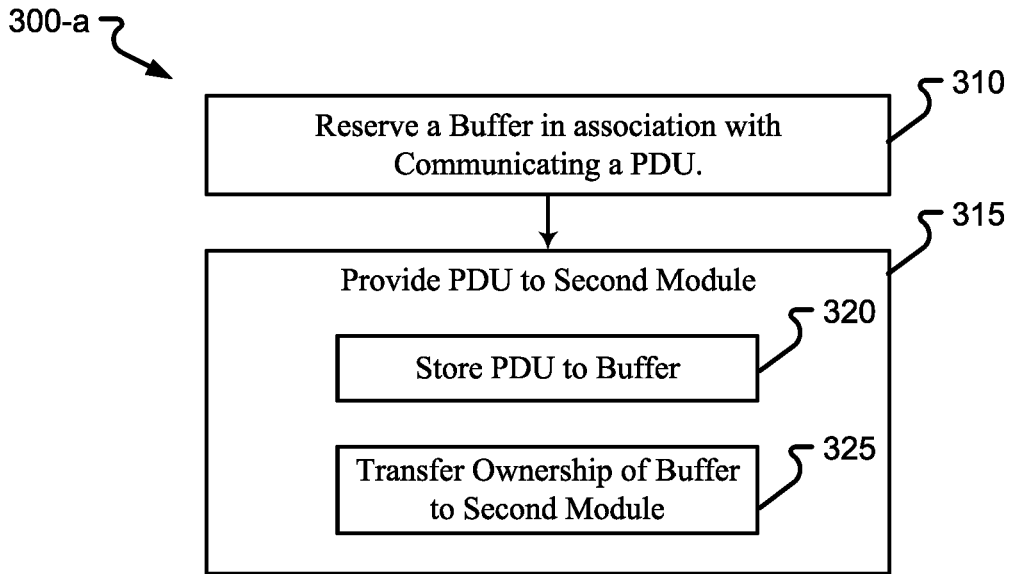 300-a
310
Reserve a Buffer in association with
Communicating a PDU.
315
Provide PDU to Second Module
320
Store PDU to Buffer
325
Transfer Ownership of Buffer
to Second Module